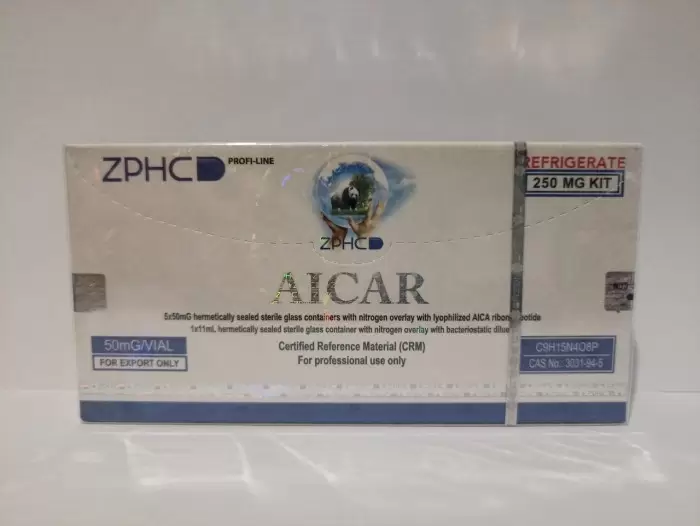 ZPHC PROFI-LINE
REFRIGERATE
250 MG KIT
ZPHC
AICAR
5x50mG hermetically sealed sterile glass containers with nitrogen overlay with lyophilized AICA
1x11mL hermetically sealed sterile glass container with nitrogen overlay with bacteriostatic
50mG/VIAL
FOR EXPORT ONLY
Certified Reference Material (CRM)
For professional use only
C9H15N4O8P
CAS No.: 3031-94-5